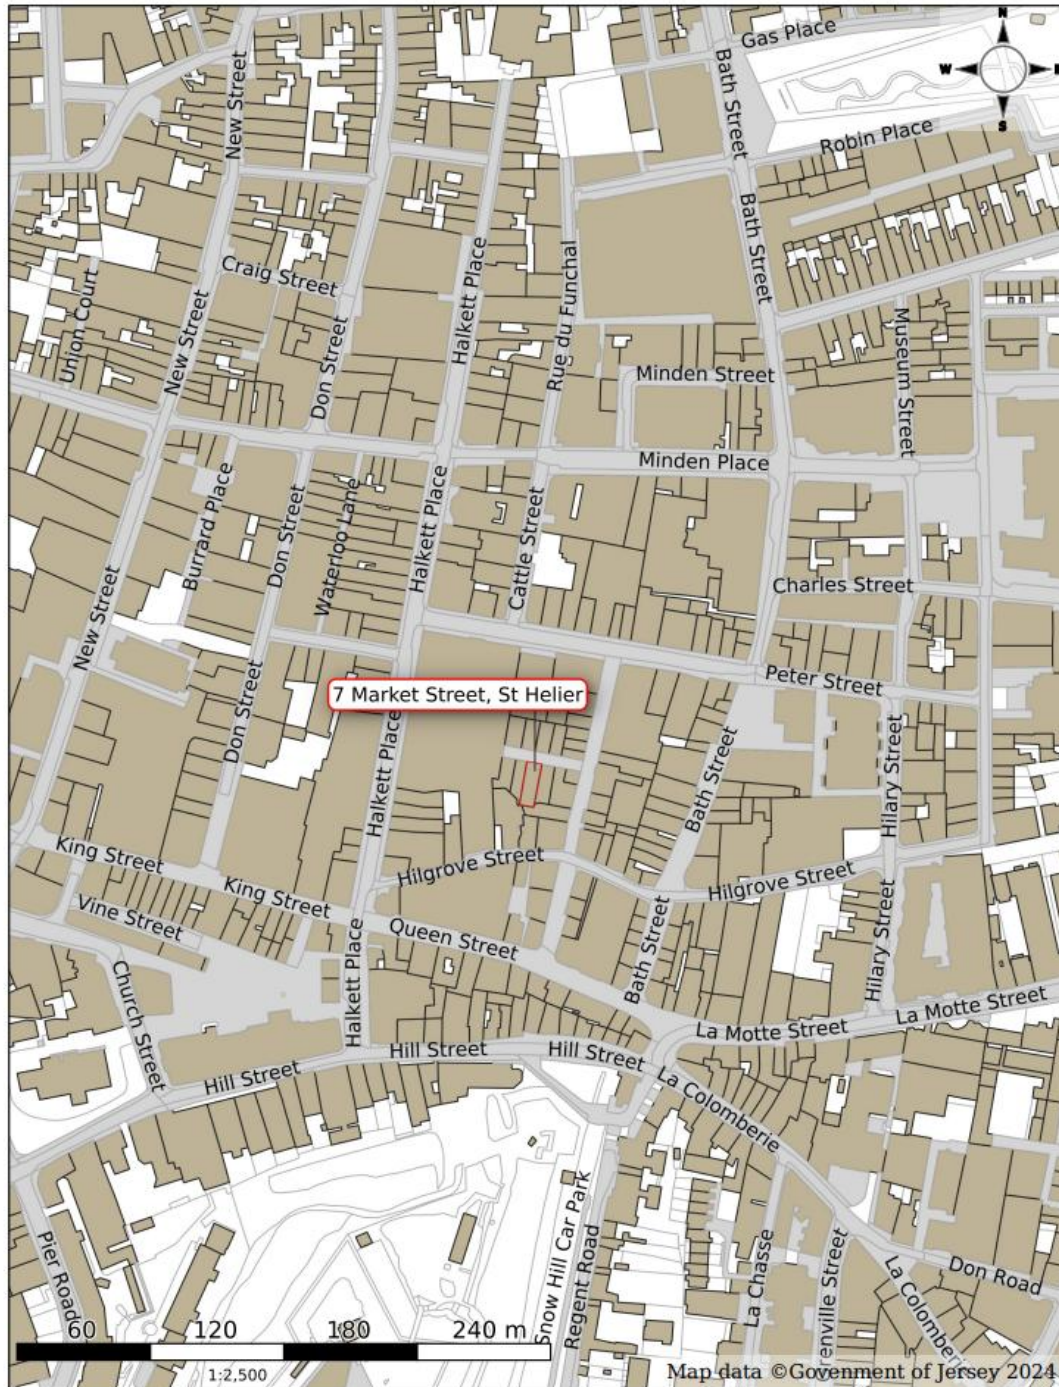 N
Gas Place
W
E
S
New Street
Bath Street
Robin Place
Bath Street
Halkett Place
Craig Street
Rue du Funchal
Union Court
New Street
Don Street
Museum Street
Minden Street
Minden Place
Burrard Place
Don Street
Waterloo Lane
Halkett Place
Cattle Street
New Street
Charles Street
Don Street
7 Market Street, St Helier
Peter Street
Halkett Place
Bath Street
Hilary Street
King Street
Hilgrove Street
Hilgrove Street
King Street
Vine Street
Queen Street
Halkett Place
Bath Street
Hilary Street
Church Street
La Motte Street
La Motte Street
Hill Street
Hill Street
Hill Street
La Colomberie
Pier Road
Snow Hill Car Park
Regent Road
La Chasse
Grenville Street
La Colomberie
Don Road
60 120 180 240 m
1:2,500
Map data ©Govenment of Jersey 2024